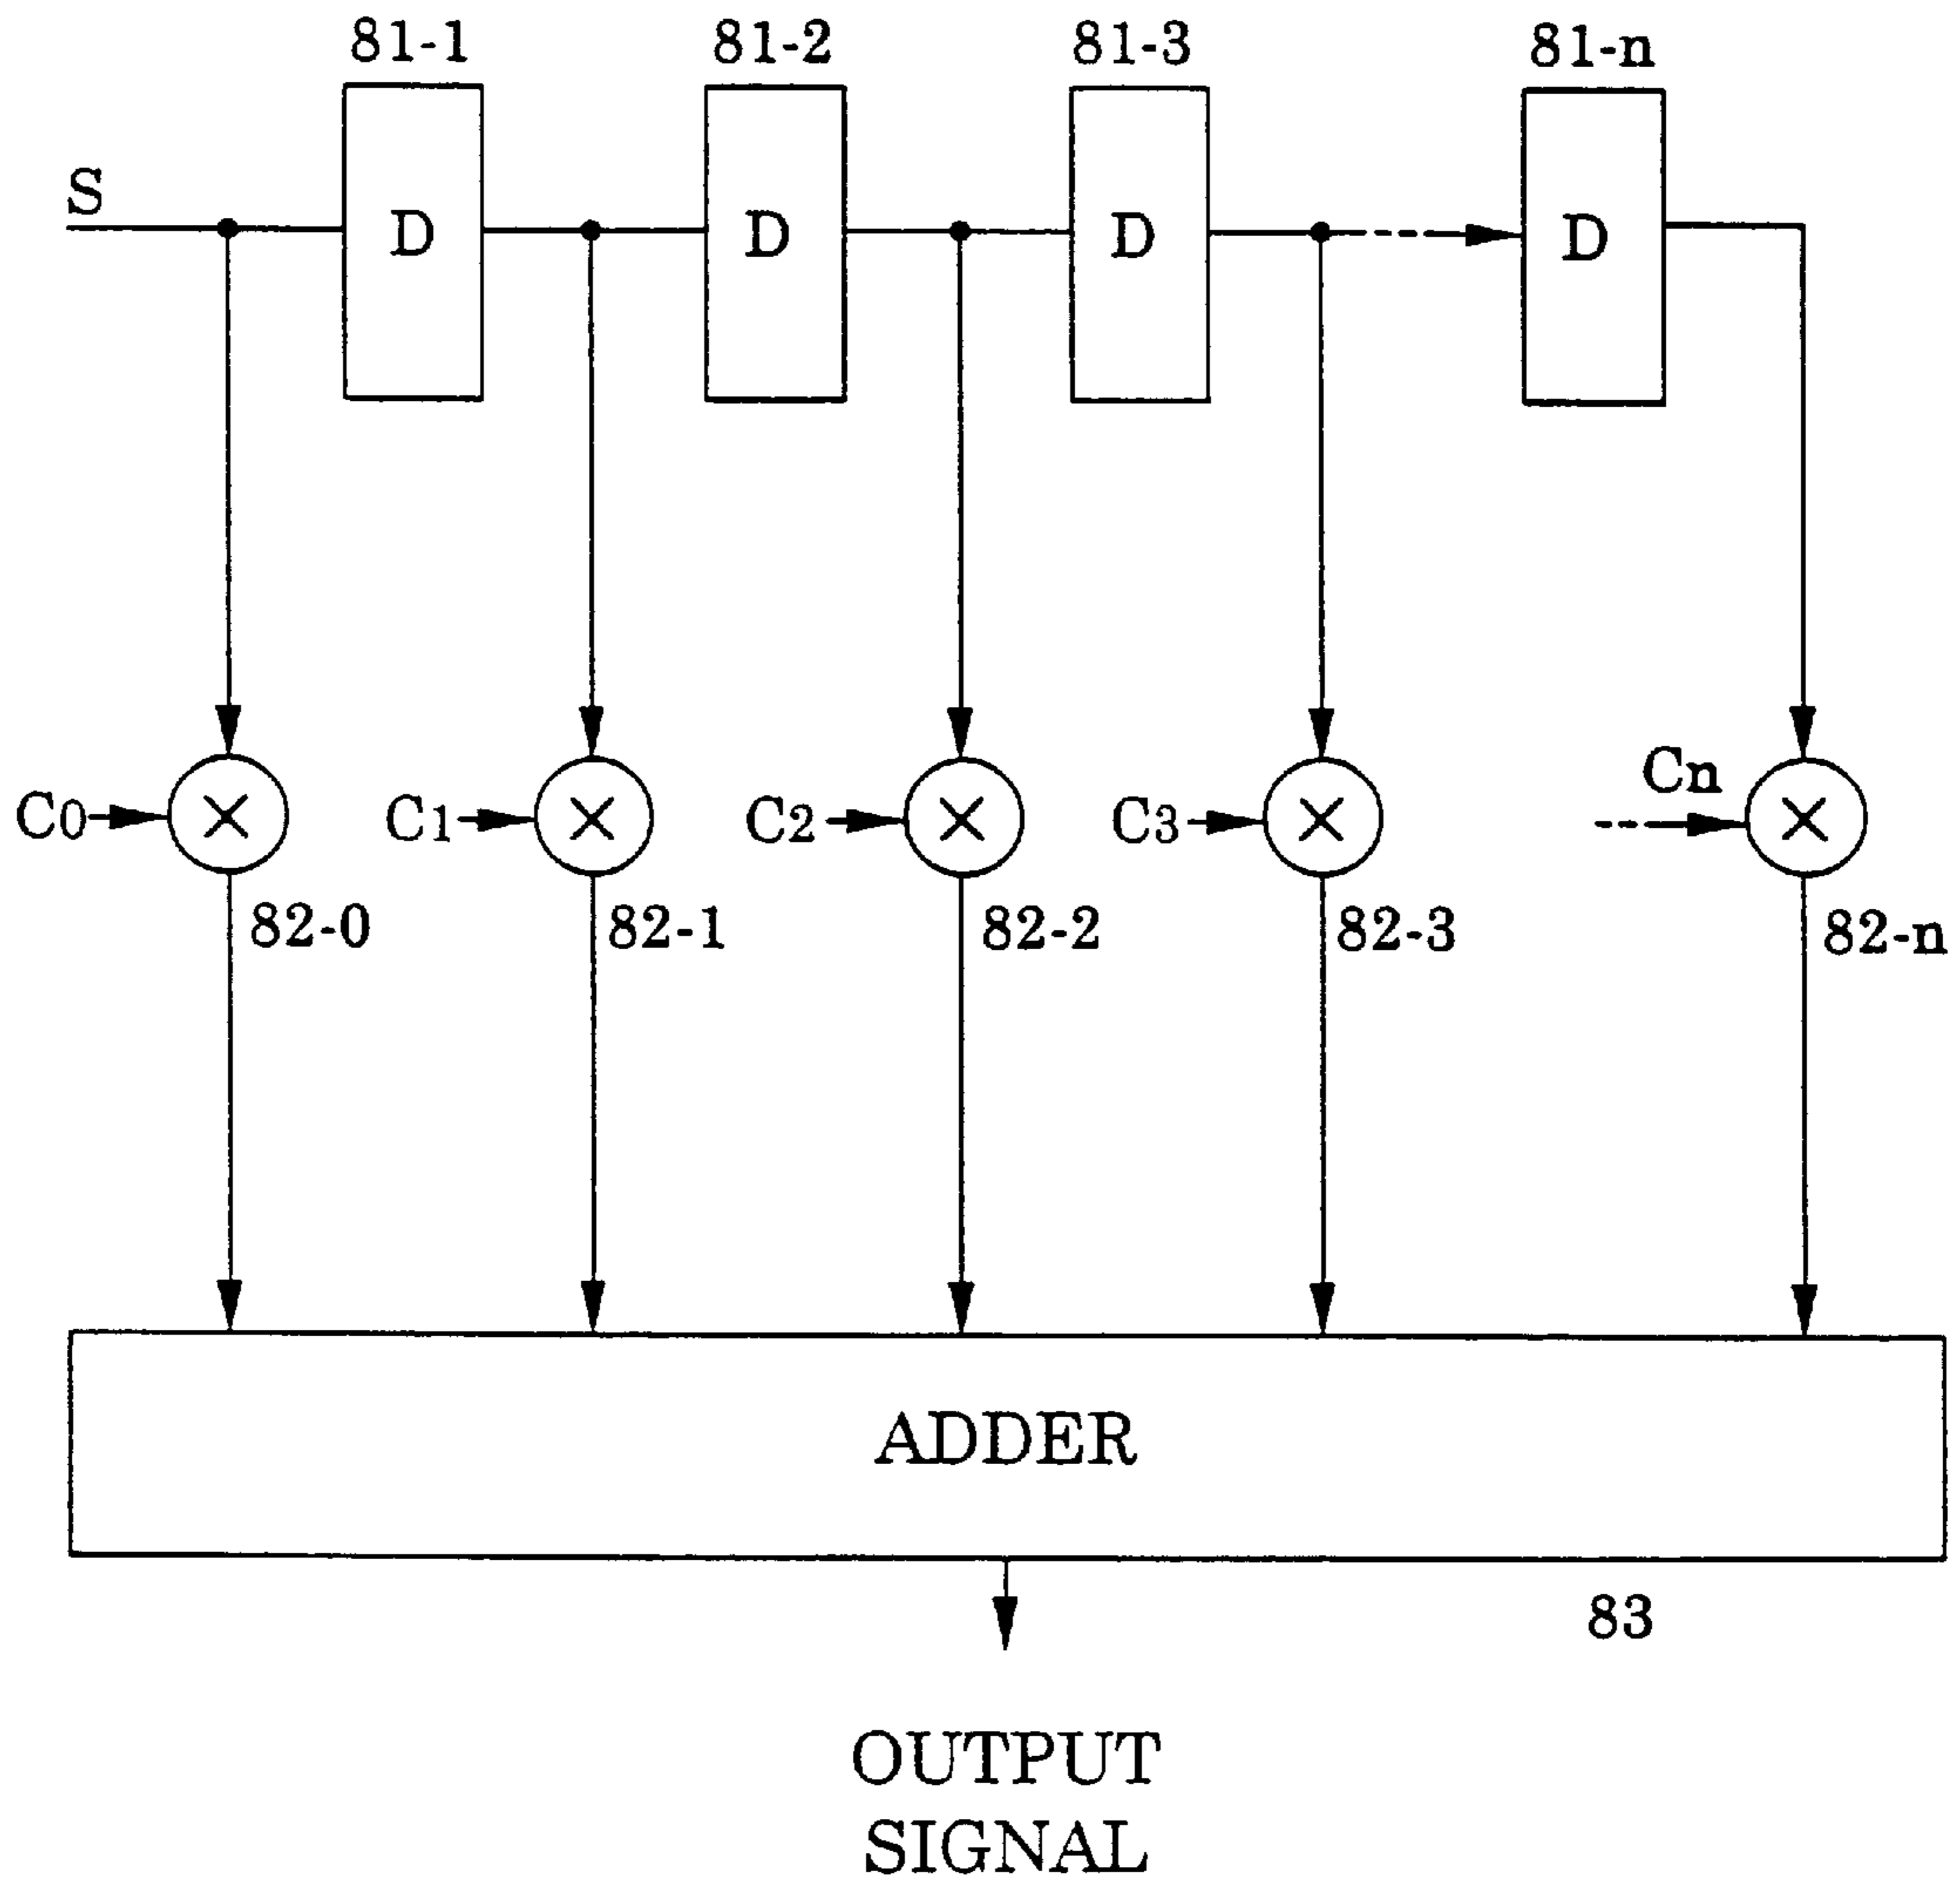 81-1 81-2 81-3 81-n
S
D D D D
C0 C1 C2 C3 Cn
82-0 82-1 82-2 82-3 82-n
ADDER
83
OUTPUT
SIGNAL